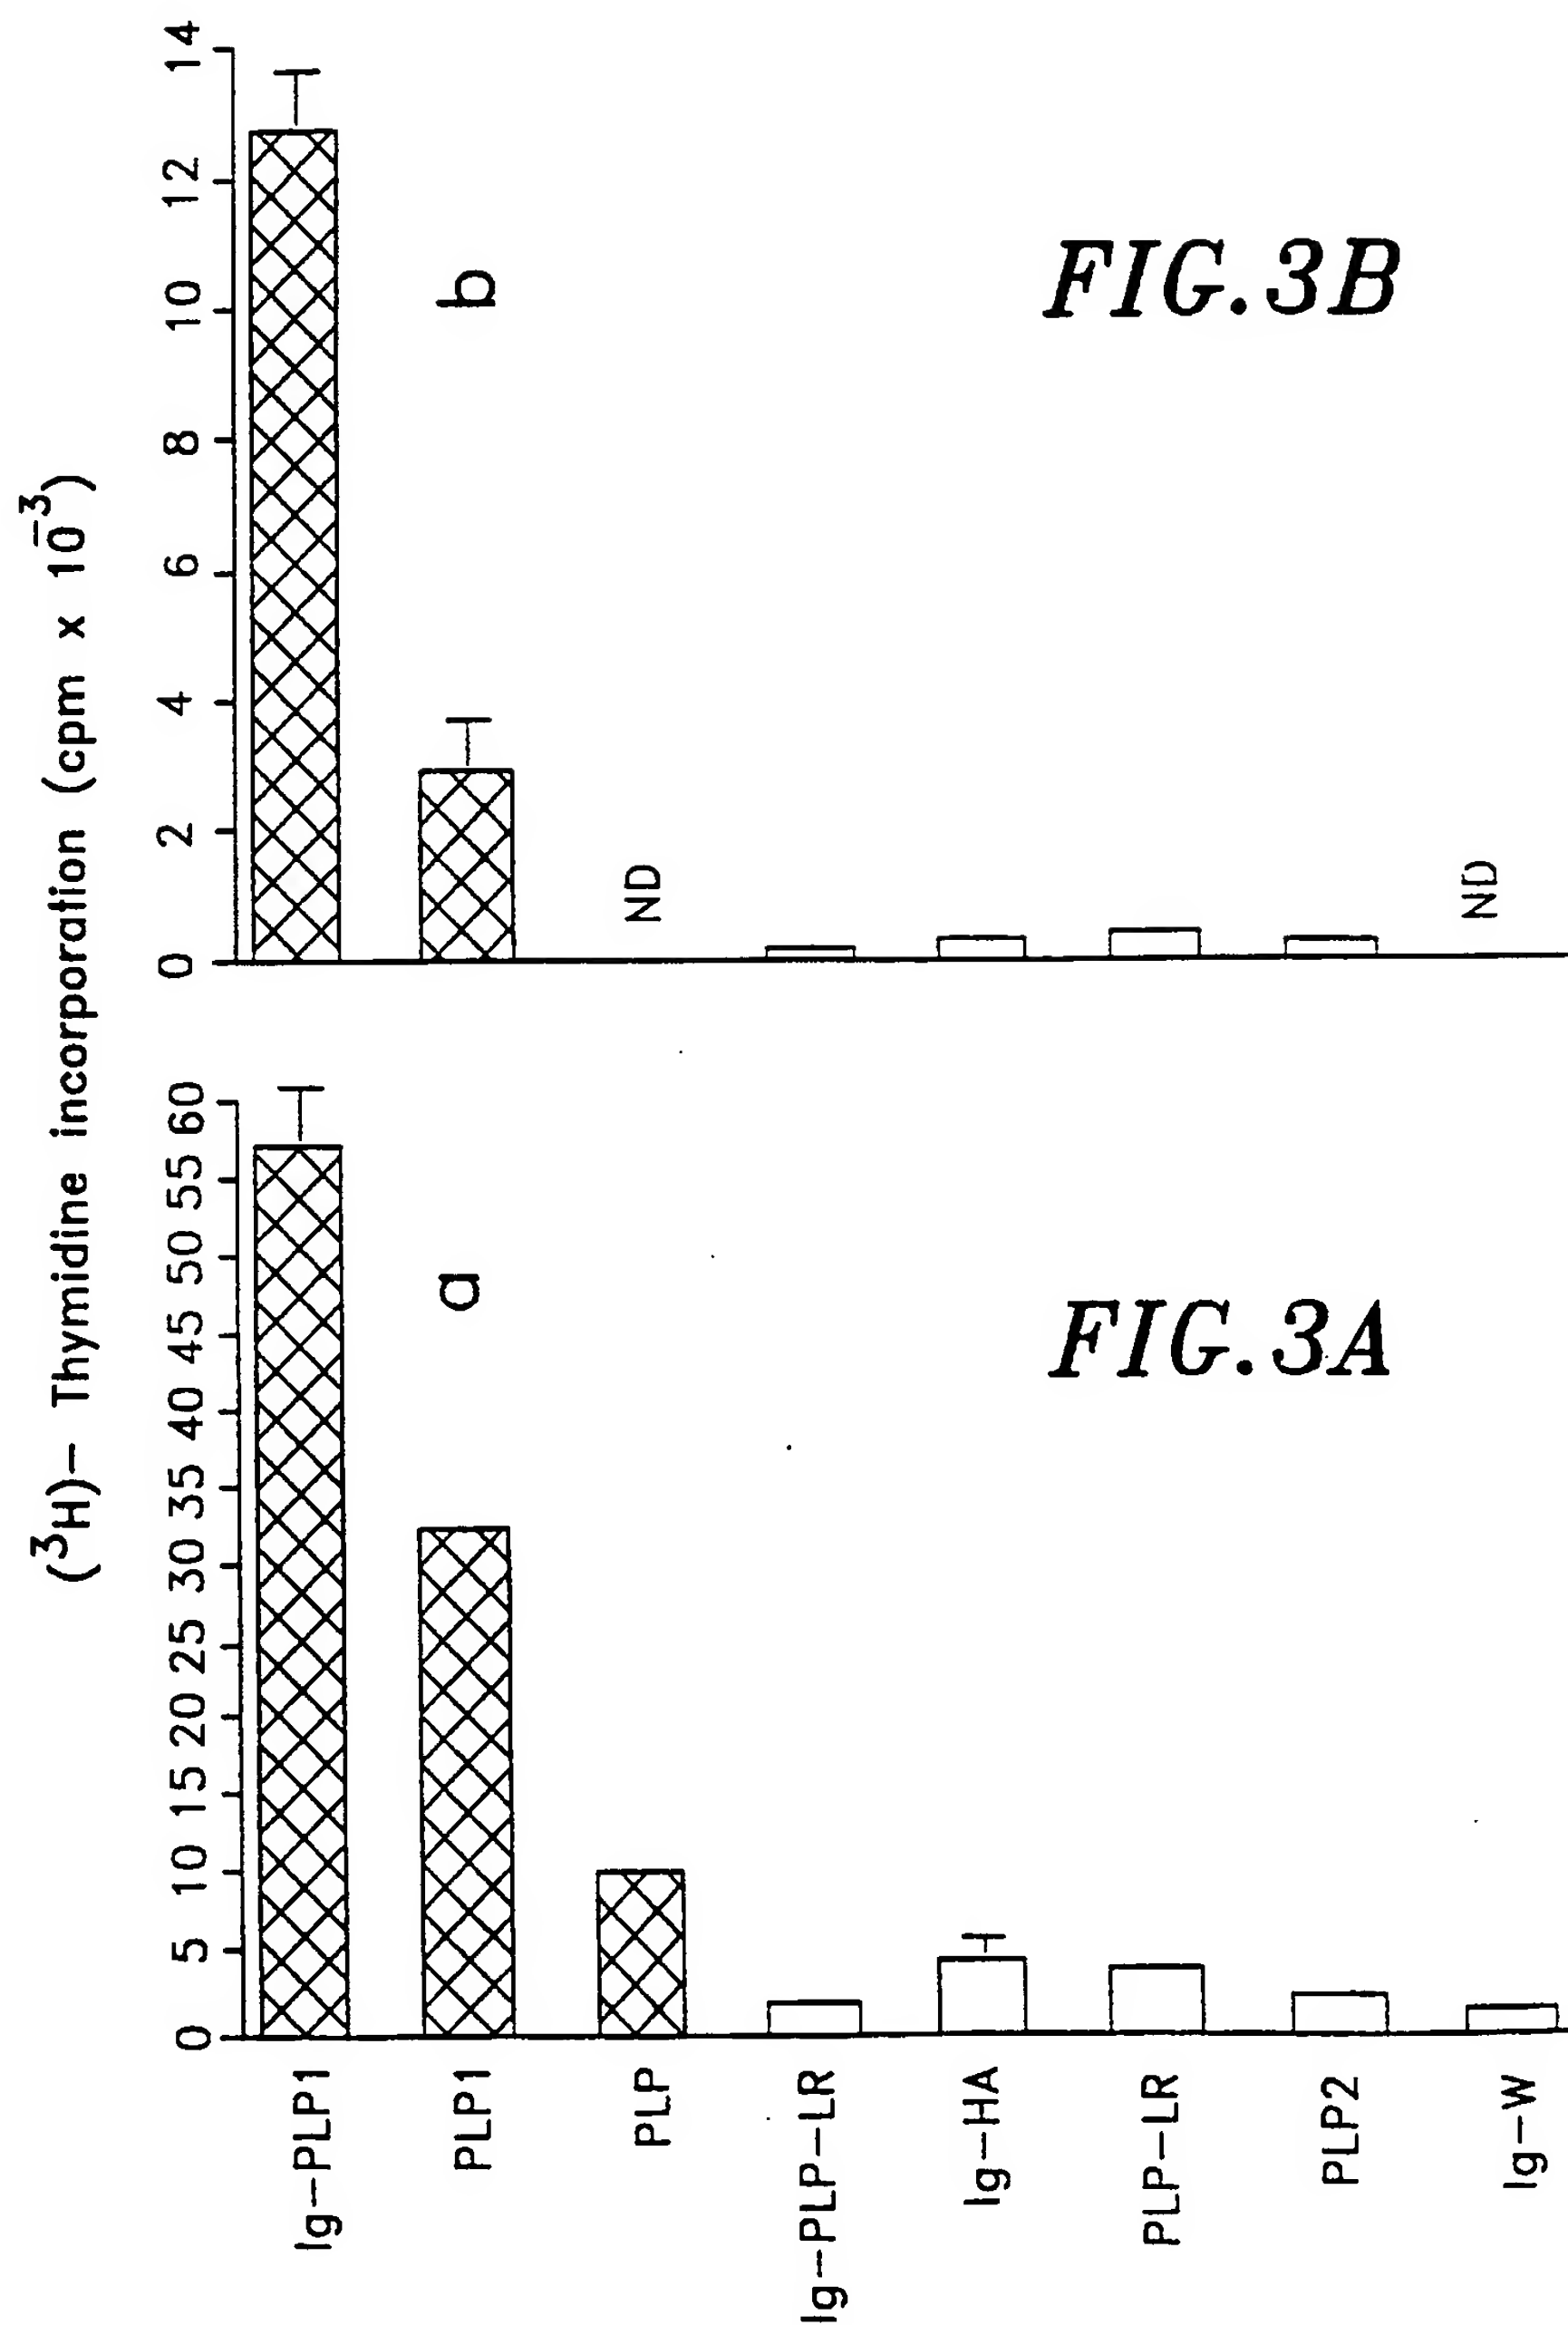 (³H)– Thymidine incorporation (cpm x 10⁻³)
0 5 10 15 20 25 30 35 40 45 50 55 60
0 2 4 6 8 10 12 14
Ig–PLP1
PLP1
PLP
Ig–PLP–LR
Ig–HA
PLP–LR
PLP2
Ig–W
a
b
ND
ND
FIG.3A
FIG.3B